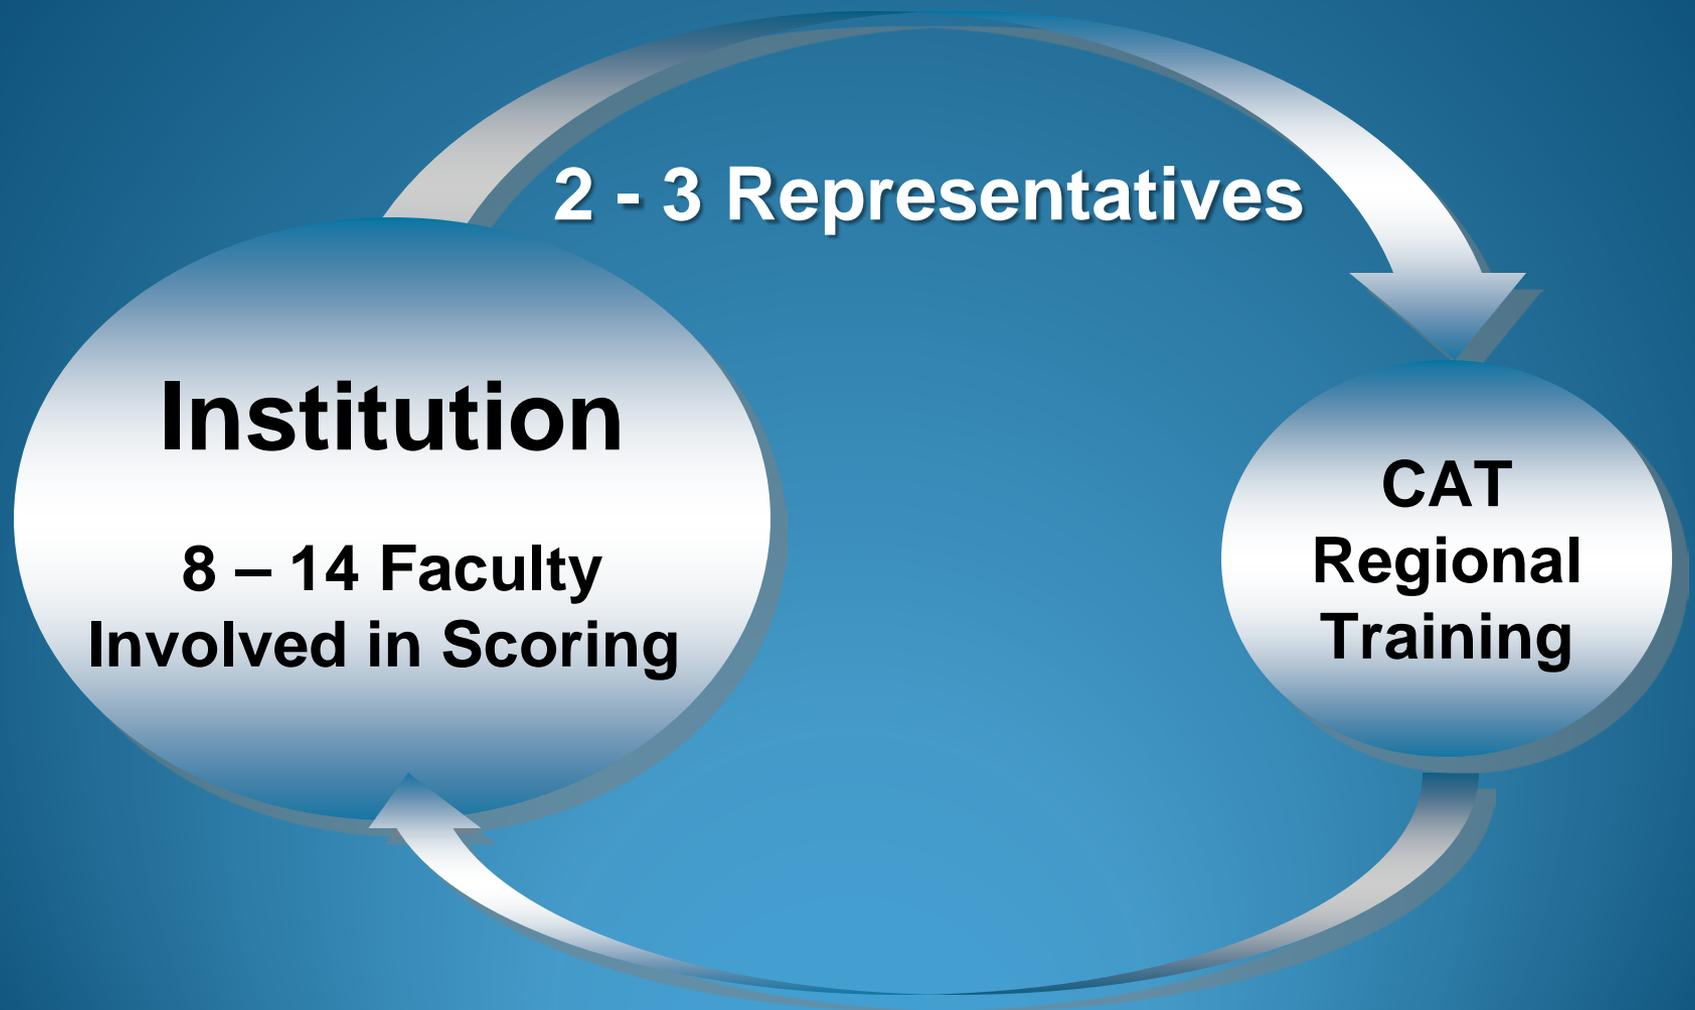 2 - 3 Representatives
Institution
8 – 14 Faculty
Involved in Scoring
CAT
Regional
Training